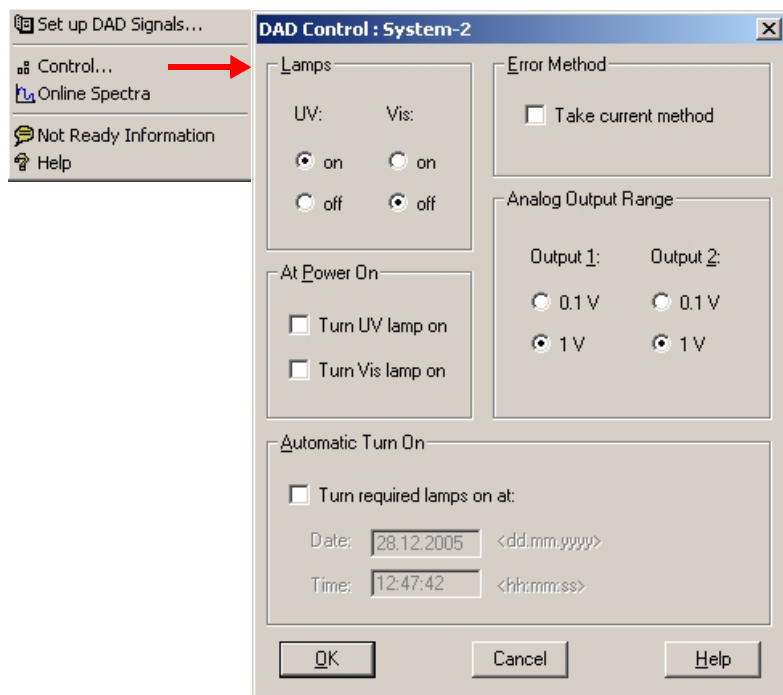 Set up DAD Signals...
Control...
Online Spectra
Not Ready Information
Help
DAD Control : System-2
Lamps
UV: Vis:
on on
off off
At Power On
Turn UV lamp on
Turn Vis lamp on
Error Method
Take current method
Analog Output Range
Output 1: Output 2:
0.1 V 0.1 V
1 V 1 V
Automatic Turn On
Turn required lamps on at:
Date: 28.12.2005 <dd.mm.yyyy>
Time: 12:47:42 <hh:mm:ss>
OK Cancel Help